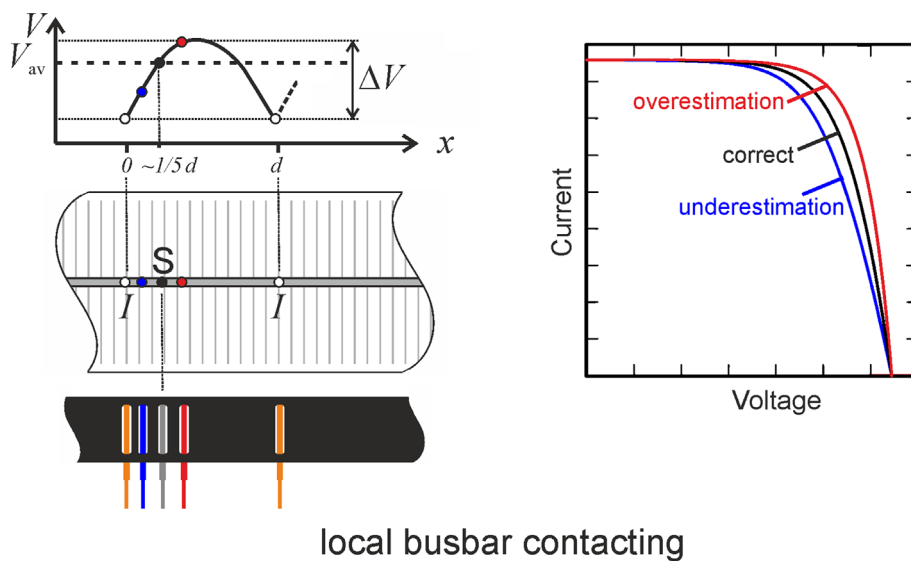 V
V_av
ΔV
x
0 ~1/5 d d
S
I I
overestimation
correct
underestimation
Current
Voltage
local busbar contacting